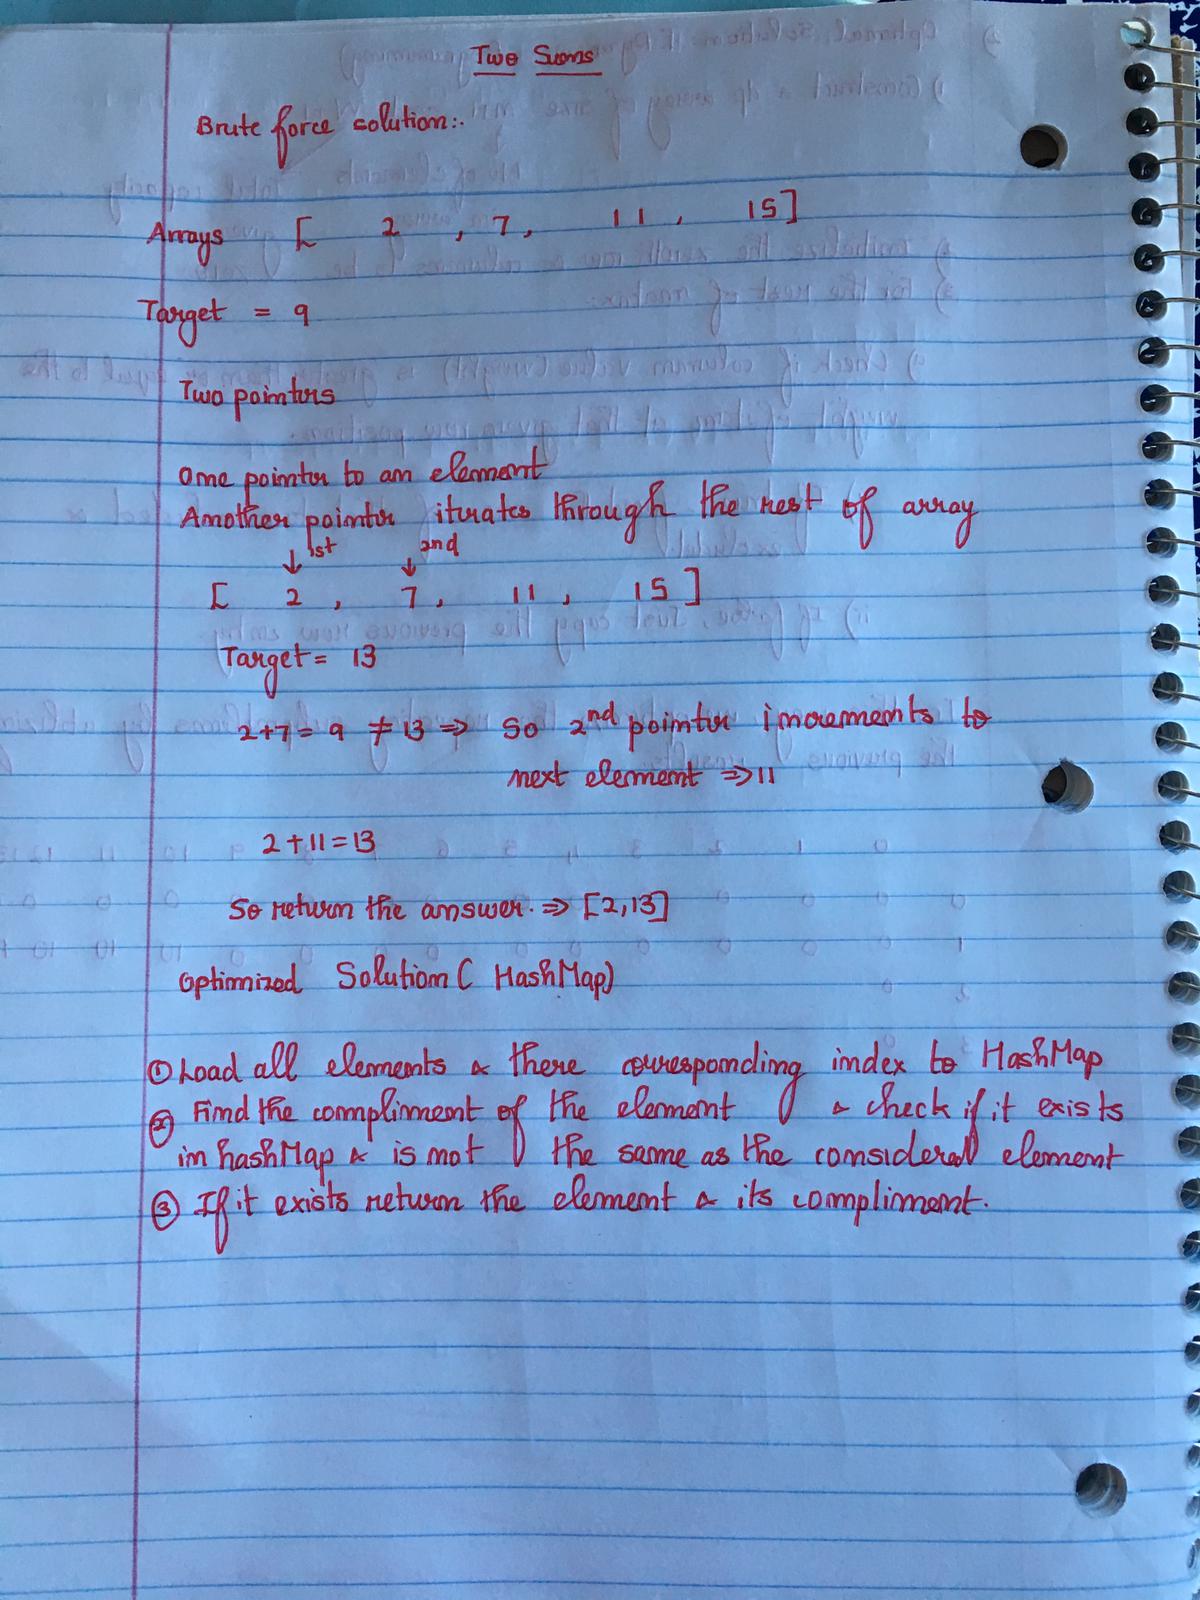 Two Sums
Brute force solution:.
Arrays [ 2 , 7, 11 , 15 ]
Target = 9
Two pointers
One pointer to an element
Another pointer iterates through the rest of array
1st 2nd
[ 2 , 7, 11 , 15 ]
Target = 13
2+7 = 9 ≠ 13 ⇒ So 2nd pointer increments to
next element ⇒ 11
2 + 11 = 13
So return the answer. ⇒ [2,13]
Optimized Solution ( HashMap)
① Load all elements & there corresponding index to HashMap
② Find the compliment of the element & check if it exists
in hashMap & is not the same as the considered element
③ If it exists return the element & its compliment.